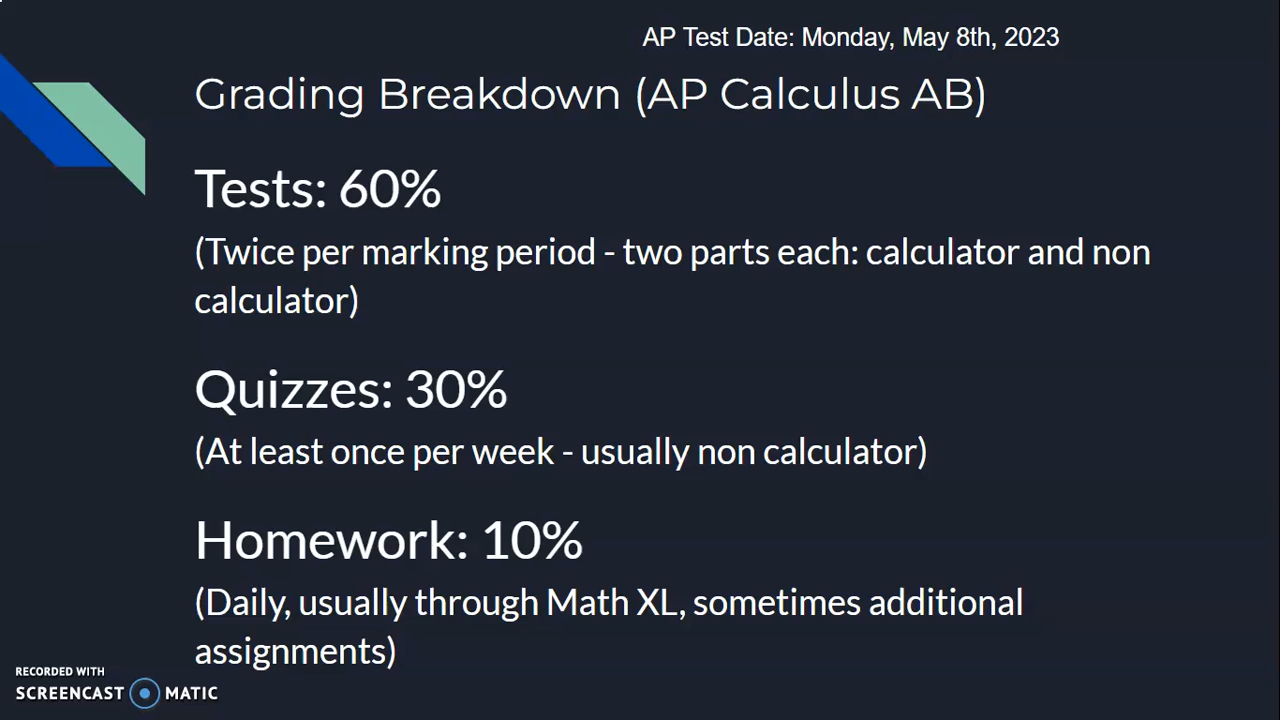 AP Test Date: Monday, May 8th, 2023
Grading Breakdown (AP Calculus AB)
Tests: 60%
(Twice per marking period - two parts each: calculator and non
calculator)
Quizzes: 30%
(At least once per week - usually non calculator)
Homework: 10%
(Daily, usually through Math XL, sometimes additional
assignments)
RECORDED WITH
SCREENCAST MATIC